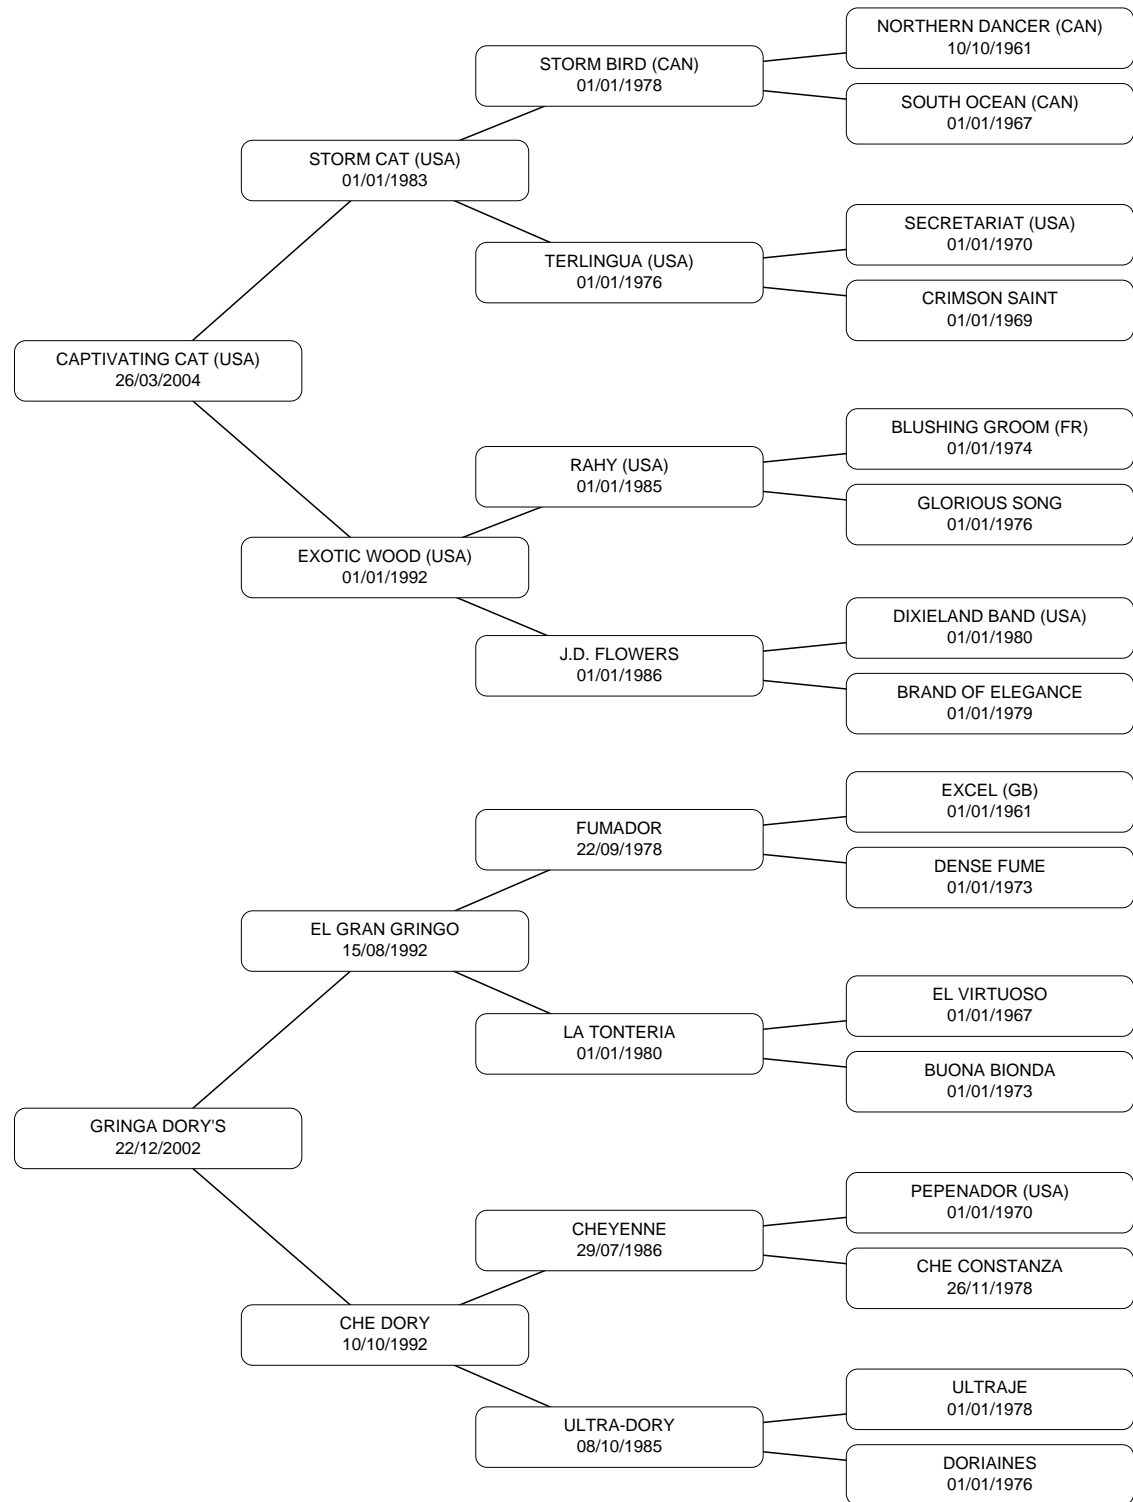 NORTHERN DANCER (CAN)
10/10/1961
STORM BIRD (CAN)
01/01/1978
SOUTH OCEAN (CAN)
01/01/1967
STORM CAT (USA)
01/01/1983
SECRETARIAT (USA)
01/01/1970
TERLINGUA (USA)
01/01/1976
CRIMSON SAINT
01/01/1969
CAPTIVATING CAT (USA)
26/03/2004
BLUSHING GROOM (FR)
01/01/1974
RAHY (USA)
01/01/1985
GLORIOUS SONG
01/01/1976
EXOTIC WOOD (USA)
01/01/1992
DIXIELAND BAND (USA)
01/01/1980
J.D. FLOWERS
01/01/1986
BRAND OF ELEGANCE
01/01/1979
EXCEL (GB)
01/01/1961
FUMADOR
22/09/1978
DENSE FUME
01/01/1973
EL GRAN GRINGO
15/08/1992
EL VIRTUOSO
01/01/1967
LA TONTERIA
01/01/1980
BUONA BIONDA
01/01/1973
GRINGA DORY'S
22/12/2002
PEPENADOR (USA)
01/01/1970
CHEYENNE
29/07/1986
CHE CONSTANZA
26/11/1978
CHE DORY
10/10/1992
ULTRAJE
01/01/1978
ULTRA-DORY
08/10/1985
DORIAINES
01/01/1976